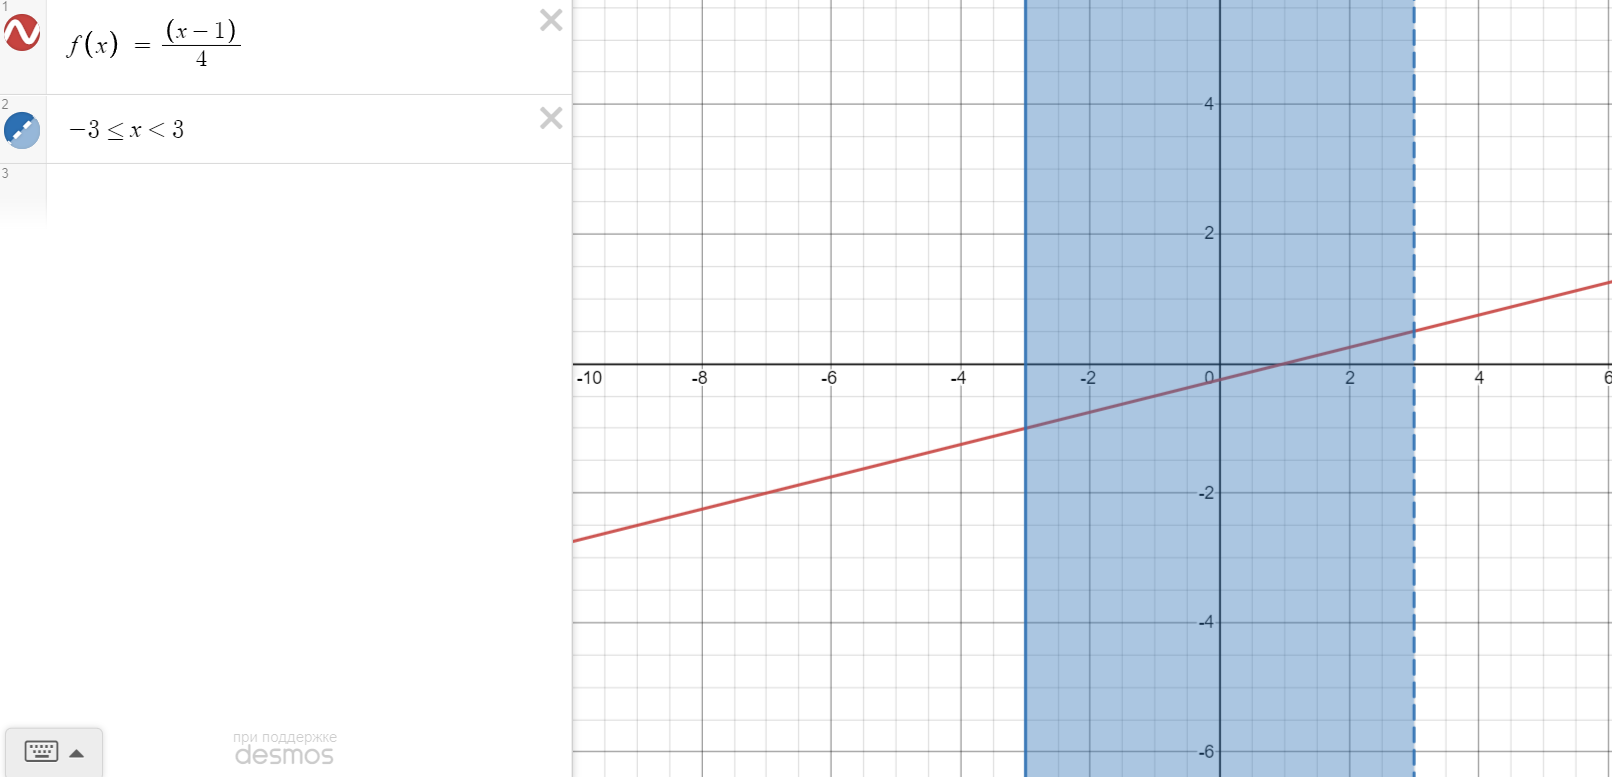 1
f(x) = (x − 1)/4
2
−3 ≤ x < 3
3
4
2
-10 -8 -6 -4 -2 0 2 4 6
-2
-4
-6
при поддержке
desmos